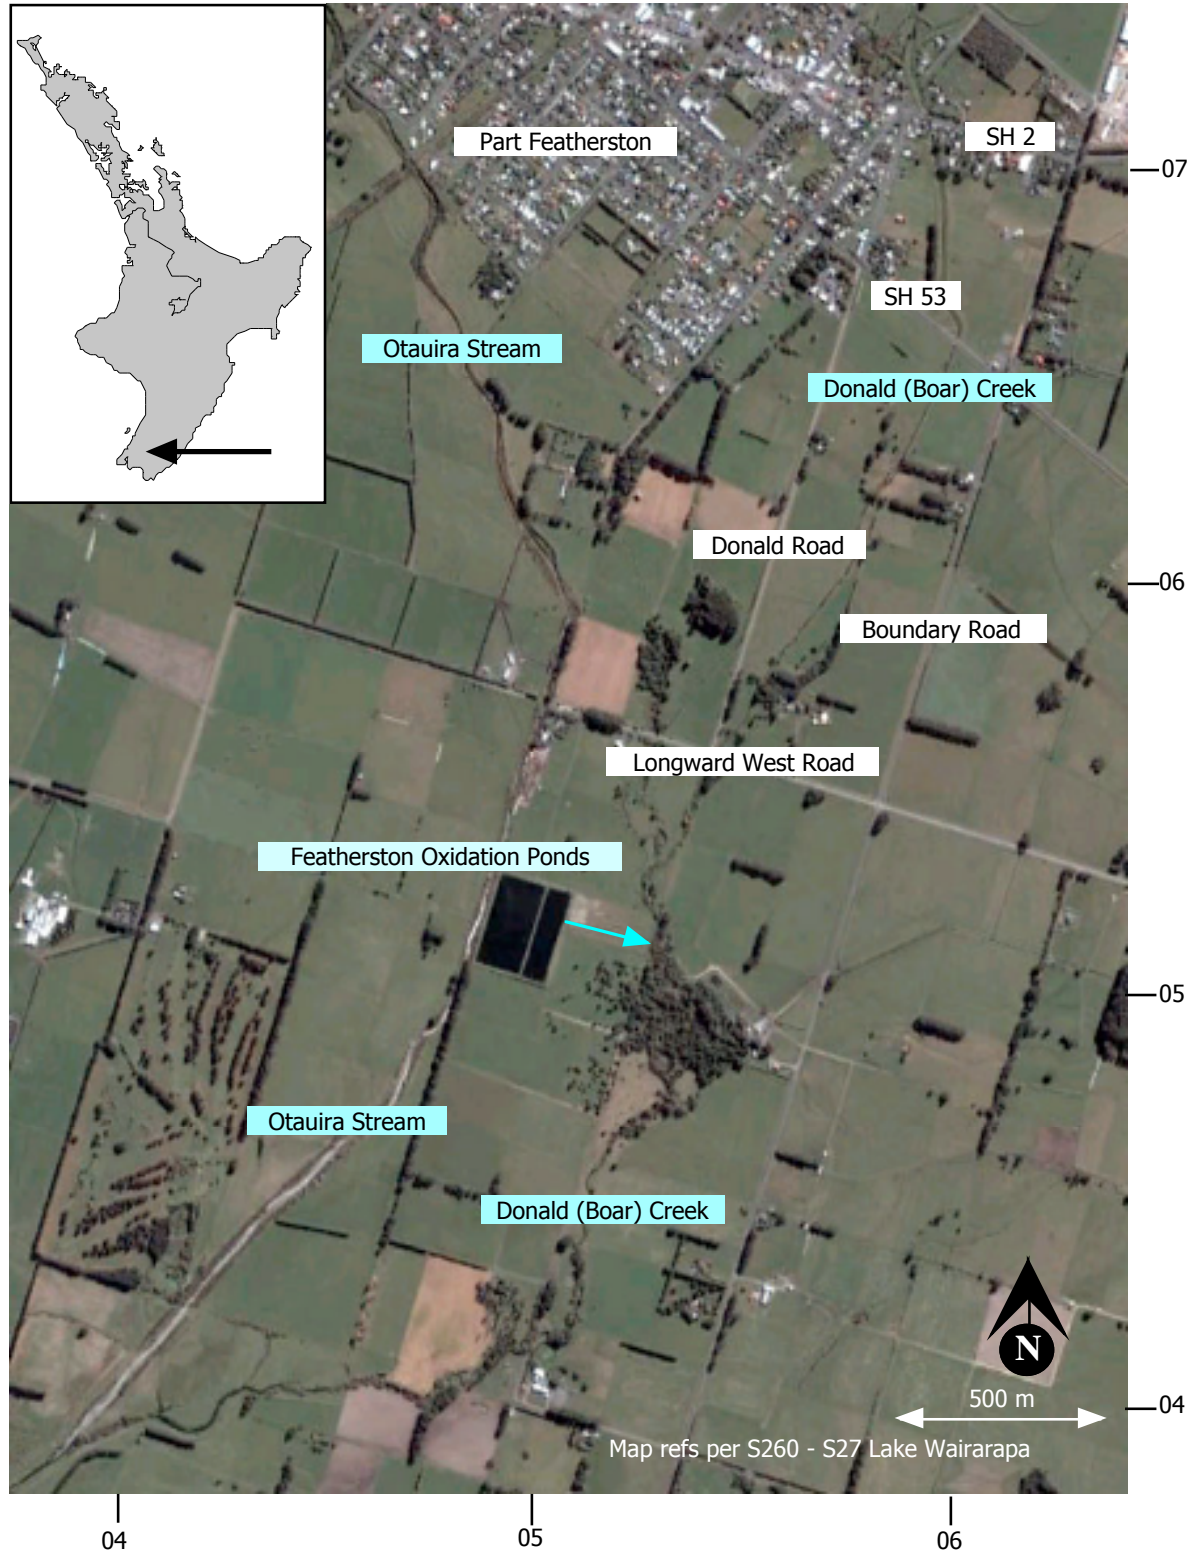 Part Featherston
SH 2
07
SH 53
Otauira Stream
Donald (Boar) Creek
Donald Road
06
Boundary Road
Longward West Road
Featherston Oxidation Ponds
05
Otauira Stream
Donald (Boar) Creek
N
500 m
04
Map refs per S260 - S27 Lake Wairarapa
04
05
06